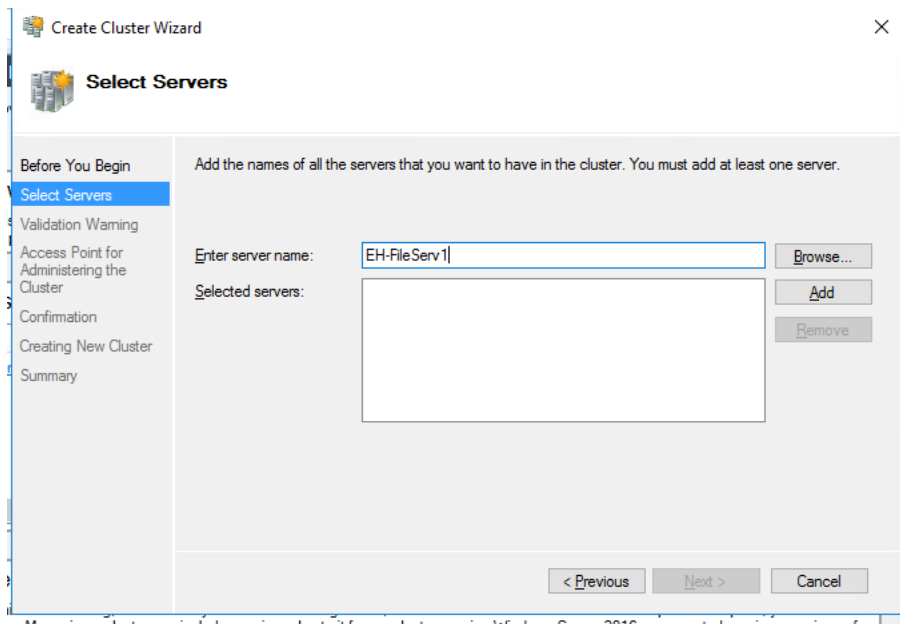 Create Cluster Wizard
Select Servers
Before You Begin
Select Servers
Validation Warning
Access Point for
Administering the
Cluster
Confirmation
Creating New Cluster
Summary
Add the names of all the servers that you want to have in the cluster. You must add at least one server.
Enter server name:
EH-FileServ1
Browse...
Selected servers:
Add
Remove
< Previous
Next >
Cancel